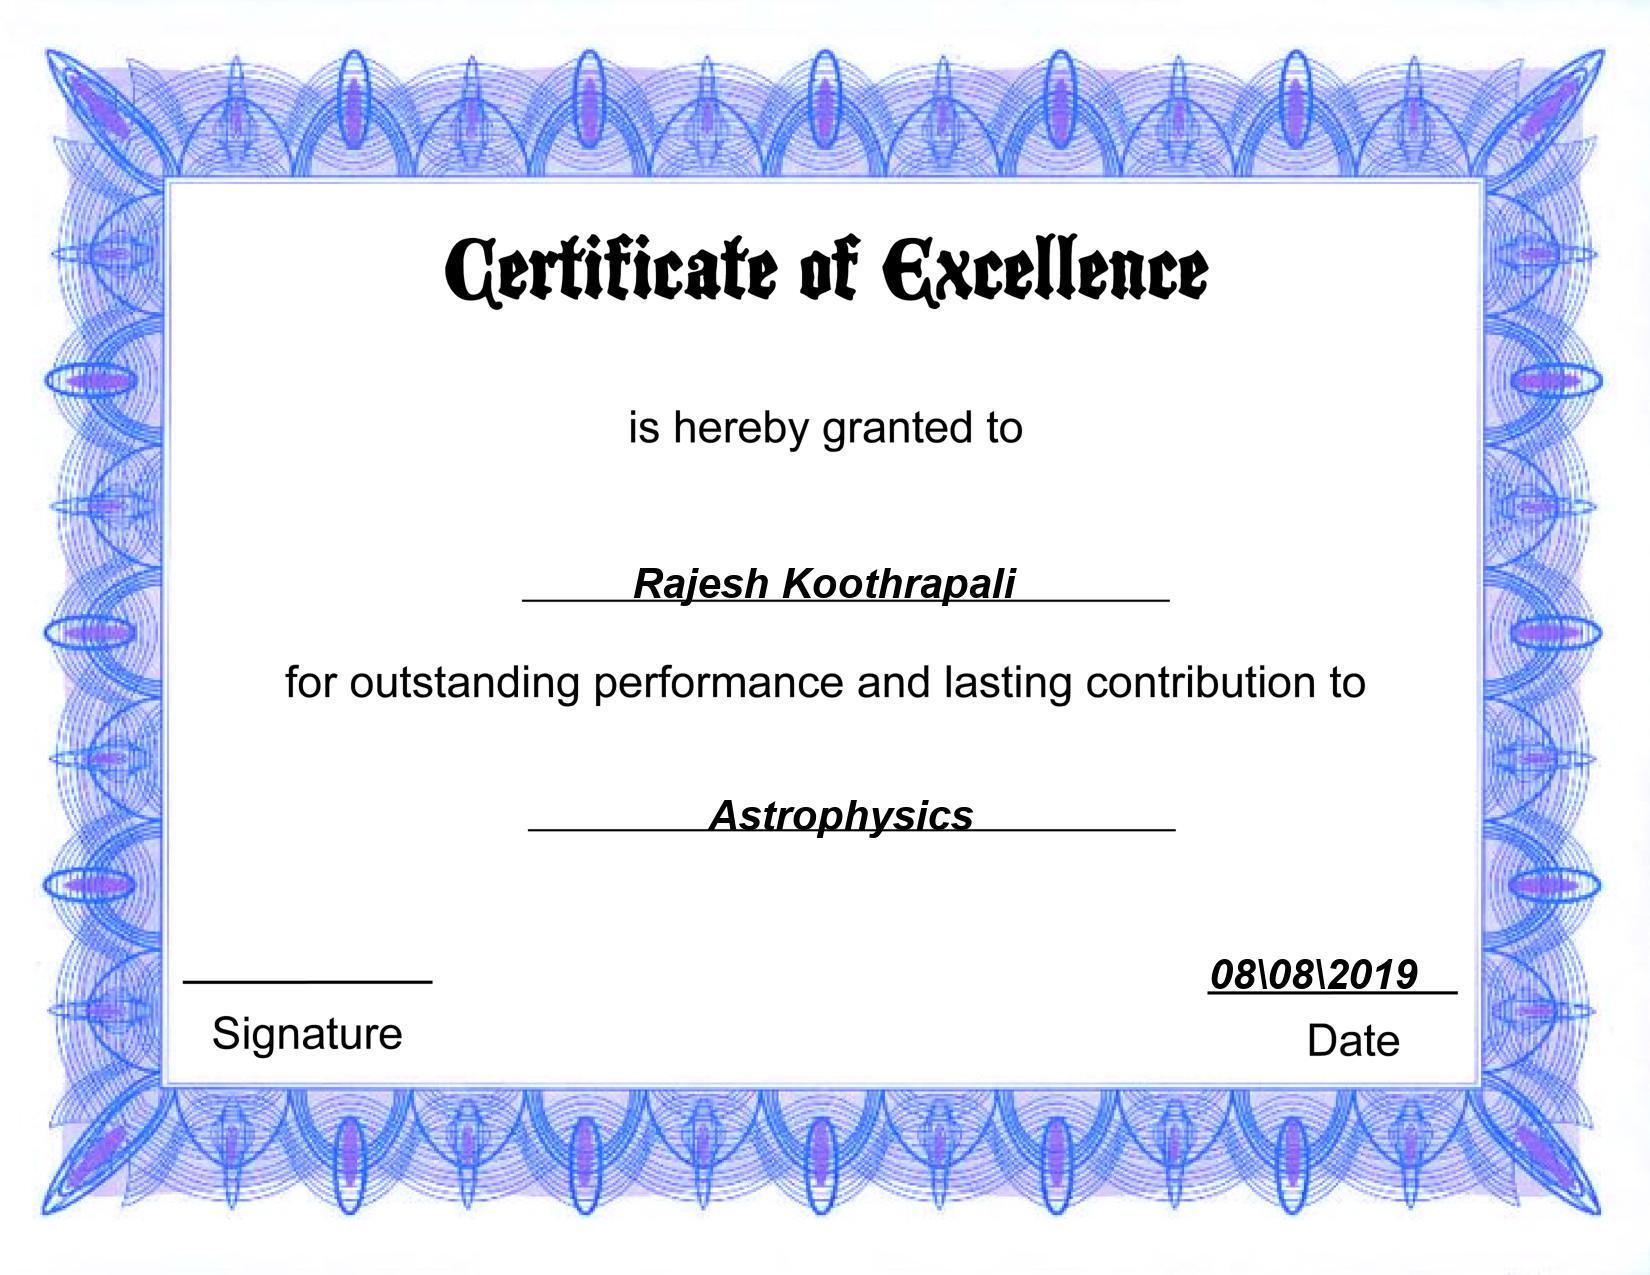 Certificate of Excellence
is hereby granted to
Rajesh Koothrapali
for outstanding performance and lasting contribution to
Astrophysics
08\08\2019
Signature
Date